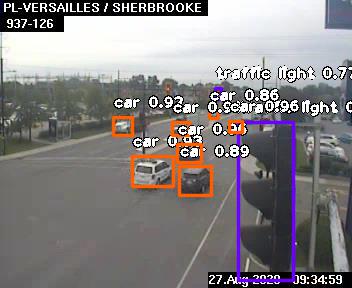 PL-VERSAILLES / SHERBROOKE
937-126
traffic light 0.77
car 0.86
car 0.92
car 0.96
car 0.93
car 0.89
27.Aug.2020 09:34:59